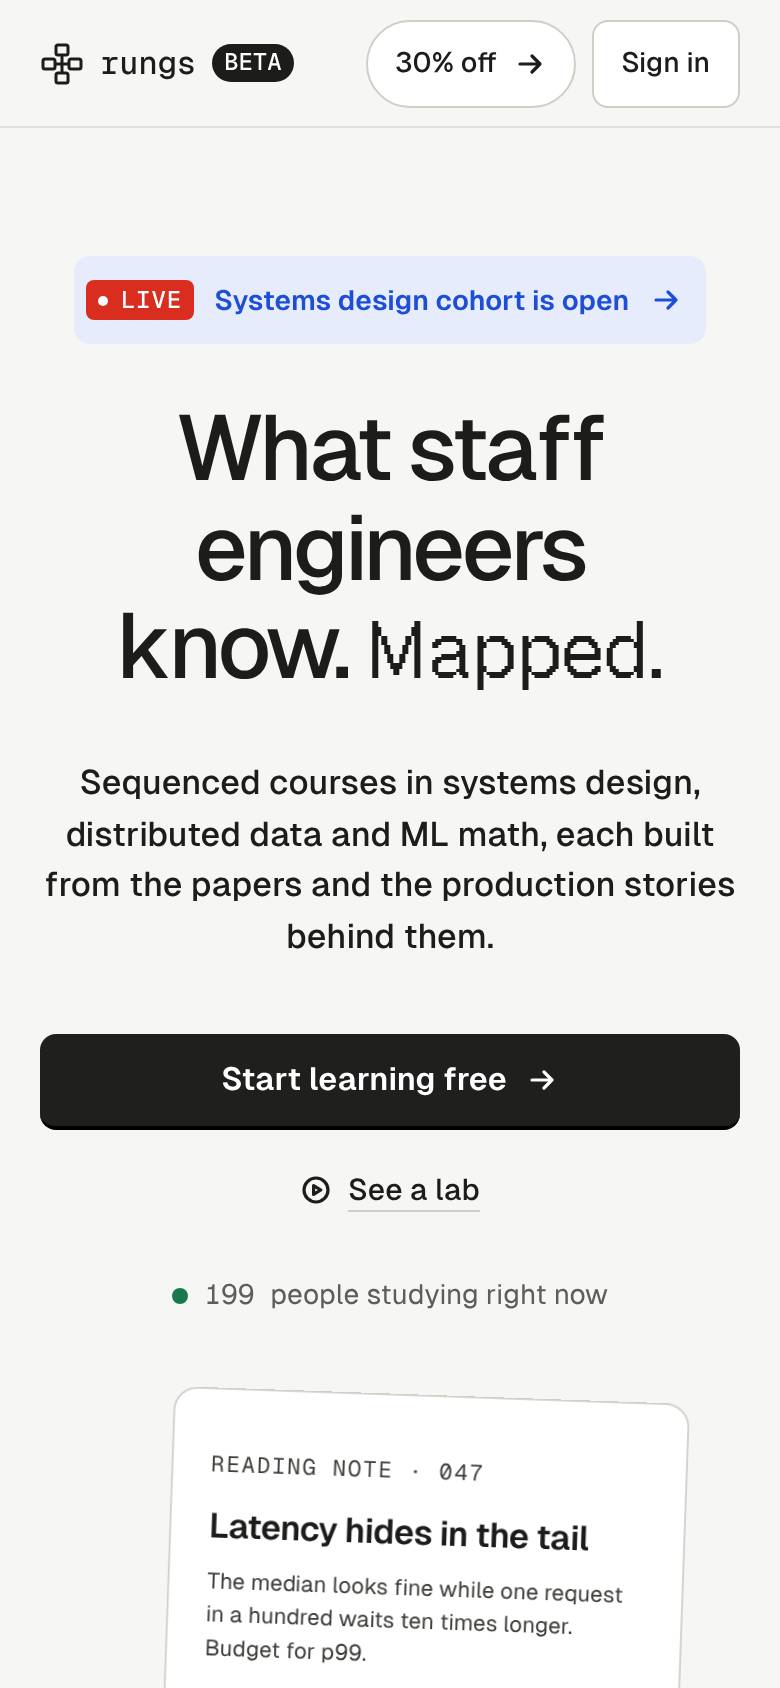 rungs BETA 30% off → Sign in
• LIVE Systems design cohort is open →
What staff
engineers
know. Mapped.
Sequenced courses in systems design,
distributed data and ML math, each built
from the papers and the production stories
behind them.
Start learning free →
See a lab
199 people studying right now
READING NOTE · 047
Latency hides in the tail
The median looks fine while one request
in a hundred waits ten times longer.
Budget for p99.